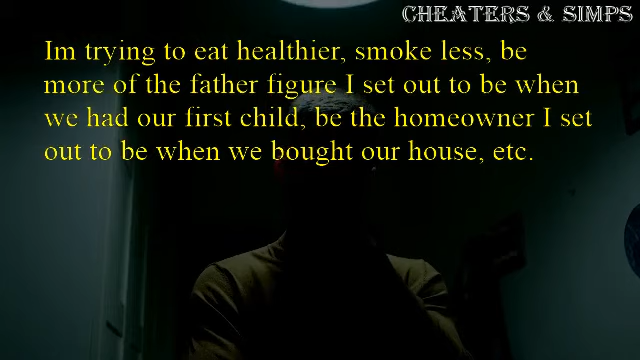 CHEATERS & SIMPS
Im trying to eat healthier, smoke less, be
more of the father figure I set out to be when
we had our first child, be the homeowner I set
out to be when we bought our house, etc.